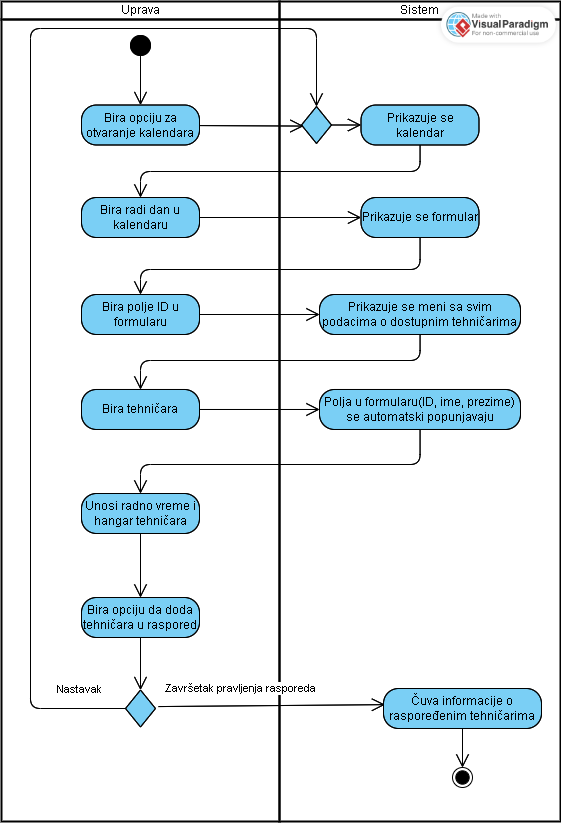 Uprava
Sistem
Made with
VisualParadigm
For non-commercial use
Bira opciju za
otvaranje kalendara
Prikazuje se
kalendar
Bira radi dan u
kalendaru
Prikazuje se formular
Bira polje ID u
formularu
Prikazuje se meni sa svim
podacima o dostupnim tehničarima
Bira tehničara
Polja u formularu(ID, ime, prezime)
se automatski popunjavaju
Unosi radno vreme i
hangar tehničara
Bira opciju da doda
tehničara u raspored
Nastavak
Završetak pravljenja rasporeda
Čuva informacije o
raspoređenim tehničarima